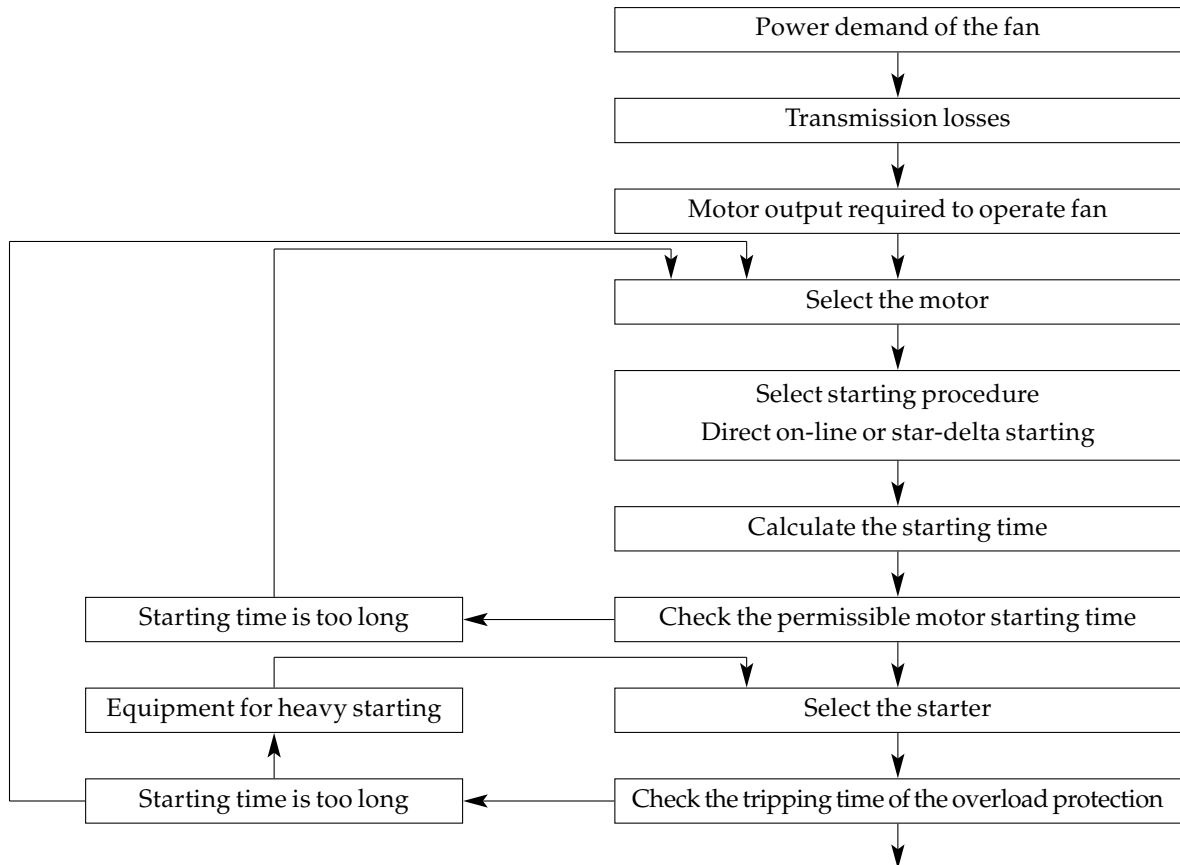 Power demand of the fan
Transmission losses
Motor output required to operate fan
Select the motor
Select starting procedure
Direct on-line or star-delta starting
Calculate the starting time
Starting time is too long
Check the permissible motor starting time
Equipment for heavy starting
Select the starter
Starting time is too long
Check the tripping time of the overload protection